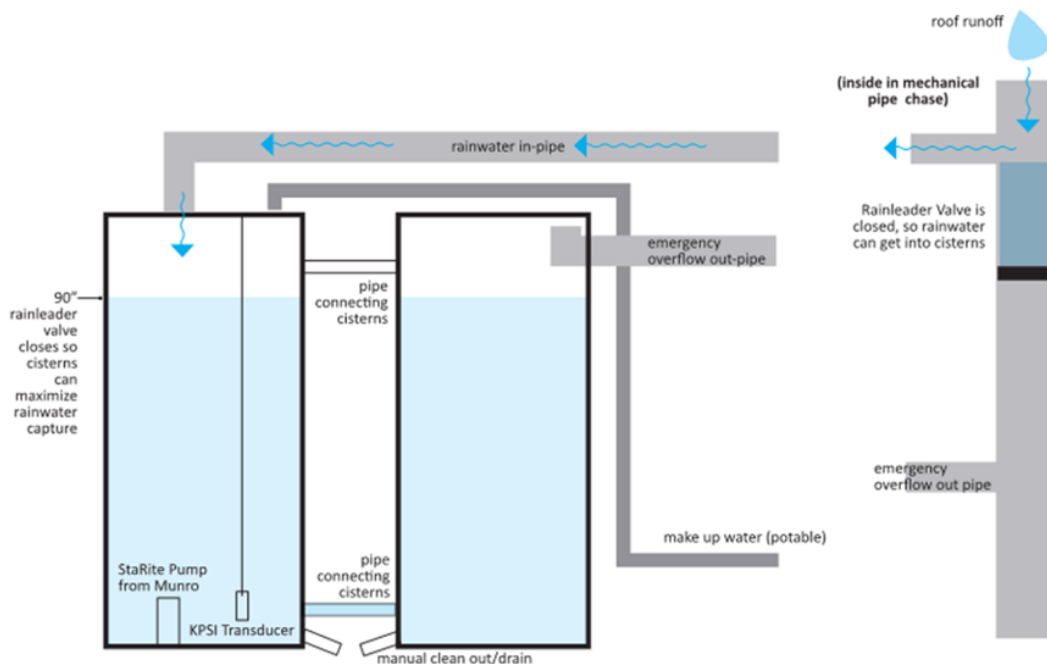 roof runoff
(inside in mechanical
pipe chase)
rainwater in-pipe
Rainleader Valve is
closed, so rainwater
can get into cisterns
emergency
overflow out-pipe
pipe
connecting
cisterns
90”
rainleader
valve
closes so
cisterns
can
maximize
rainwater
capture
emergency
overflow out pipe
make up water (potable)
StaRite Pump
from Munro
pipe
connecting
cisterns
KPSI Transducer
manual clean out/drain